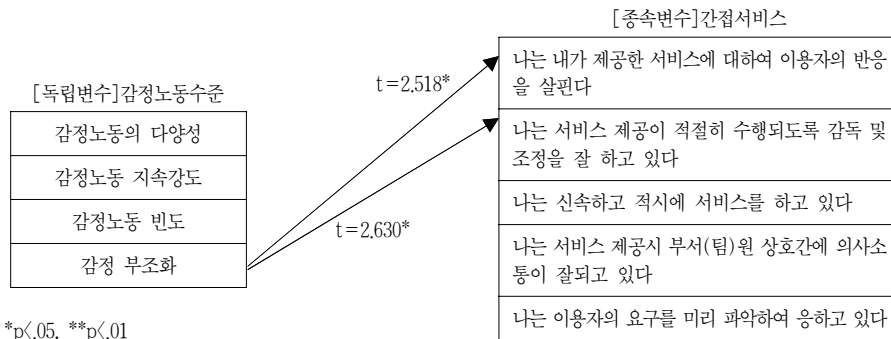 [종속변수]간접서비스
나는 내가 제공한 서비스에 대하여 이용자의 반응
을 살핀다
t=2.518*
[독립변수]감정노동수준
감정노동의 다양성
나는 서비스 제공이 적절히 수행되도록 감독 및
조정을 잘 하고 있다
감정노동 지속강도
나는 신속하고 적시에 서비스를 하고 있다
감정노동 빈도
t=2.630*
나는 서비스 제공시 부서(팀)원 상호간에 의사소
통이 잘되고 있다
감정 부조화
나는 이용자의 요구를 미리 파악하여 응하고 있다
*p<.05, **p<.01